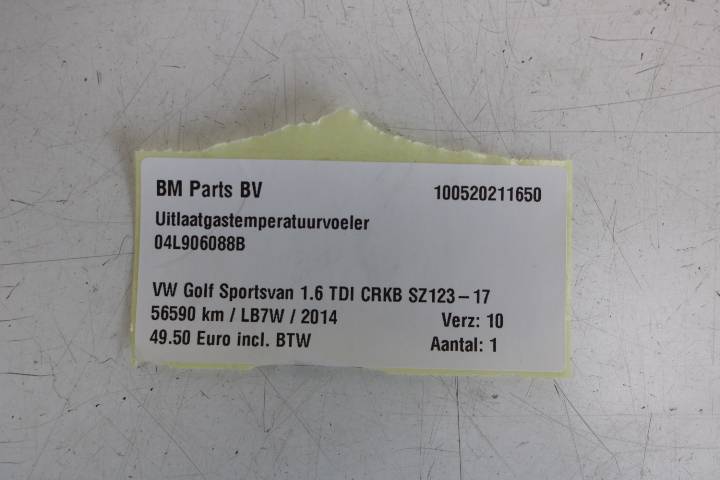 BM Parts BV 100520211650
Uitlaatgastemperatuurvoeler
04L906088B
VW Golf Sportsvan 1.6 TDI CRKB SZ123-17
56590 km / LB7W / 2014 Verz: 10
49.50 Euro incl. BTW Aantal: 1